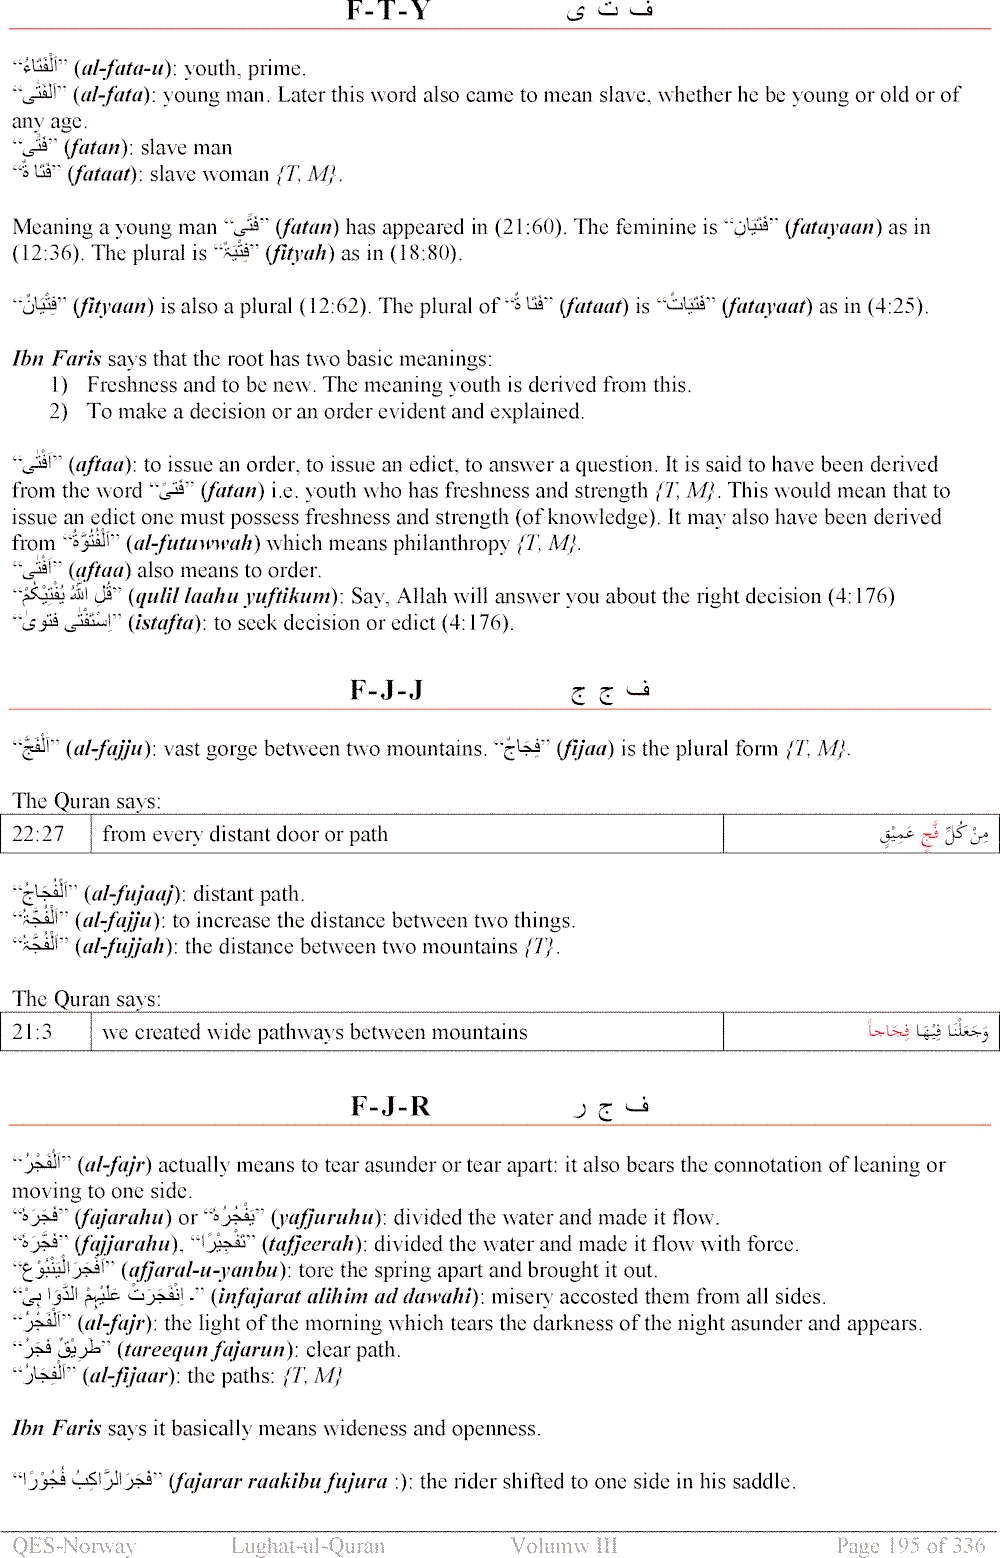 F-T-Y ف ت ى
“اَلْفَتَاءُ” (al-fata-u): youth, prime.
“اَلْفَتٰى” (al-fata): young man. Later this word also came to mean slave, whether he be young or old or of
any age.
“فَتًى” (fatan): slave man
“فَتَا ةٌ” (fataat): slave woman {T, M}.
Meaning a young man “فَتًى” (fatan) has appeared in (21:60). The feminine is “فَتَيَانِ” (fatayaan) as in
(12:36). The plural is “فِتْيَۃٌ” (fityah) as in (18:80).
“فِتْيَانٌ” (fityaan) is also a plural (12:62). The plural of “فَتَا ةٌ” (fataat) is “فَتَيَاتٌ” (fatayaat) as in (4:25).
Ibn Faris says that the root has two basic meanings:
1) Freshness and to be new. The meaning youth is derived from this.
2) To make a decision or an order evident and explained.
“اَفْتٰى” (aftaa): to issue an order, to issue an edict, to answer a question. It is said to have been derived
from the word “فَتىً” (fatan) i.e. youth who has freshness and strength {T, M}. This would mean that to
issue an edict one must possess freshness and strength (of knowledge). It may also have been derived
from “اَلْفُتُوَّۃُ” (al-futuwwah) which means philanthropy {T, M}.
“اَفْتٰى” (aftaa) also means to order.
“قُلِ اللّٰہُ يُفْتِيْكُمْ” (qulil laahu yuftikum): Say, Allah will answer you about the right decision (4:176)
“اِسْتَفْتٰى فتوىٰ” (istafta): to seek decision or edict (4:176).
F-J-J ف ج ج
“اَلْفَجُّ” (al-fajju): vast gorge between two mountains. “فِجَاجٌ” (fijaa) is the plural form {T, M}.
The Quran says:
22:27 from every distant door or path مِنْ كُلِّ فَجٍّ عَمِيْقٍ
“اَلْفُجَاجُ” (al-fujaaj): distant path.
“اَلْفُجَّۃُ” (al-fajju): to increase the distance between two things.
“اَلْفُجَّۃُ” (al-fujjah): the distance between two mountains {T}.
The Quran says:
21:3 we created wide pathways between mountains وَجَعَلْنَا فِيْهَا فِجَاجاً
F-J-R ف ج ر
“اَلْفَجْرُ” (al-fajr) actually means to tear asunder or tear apart: it also bears the connotation of leaning or
moving to one side.
“فَجَرَہٗ” (fajarahu) or “يَفْجُرُہٗ” (yafjuruhu): divided the water and made it flow.
“فَجَّرَہٗ” (fajjarahu), “تَفْجِيْرًا” (tafjeerah): divided the water and made it flow with force.
“اَفْجَرَ الْيَنْبُوْعَ” (afjaral-u-yanbu): tore the spring apart and brought it out.
“اِنْفَجَرَتْ عَلَيْہِمُ الدَّوَا ہِیْ ـ” (infajarat alihim ad dawahi): misery accosted them from all sides.
“اَلْفَجْرُ” (al-fajr): the light of the morning which tears the darkness of the night asunder and appears.
“طَرِيْقٌ فَجَرٌ” (tareequn fajarun): clear path.
“اَلْفِجَارُ” (al-fijaar): the paths: {T, M}
Ibn Faris says it basically means wideness and openness.
“فَجَرَ الرَّاكِبُ فُجُوْرًا” (fajarar raakibu fujura :): the rider shifted to one side in his saddle.
QES-Norway Lughat-ul-Quran Volumw III Page 195 of 336